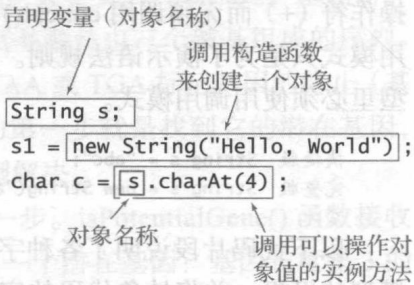 声明变量（对象名称）
调用构造函数
来创建一个对象
String s;
s1 = new String("Hello, World");
char c = s.charAt(4);
对象名称
调用可以操作对
象值的实例方法